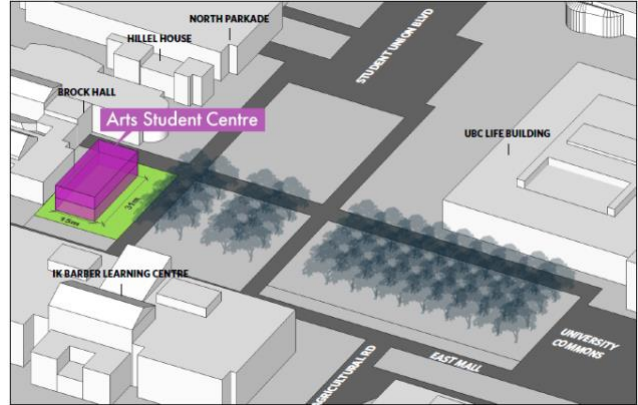 NORTH PARKADE
HILLEL HOUSE
STUDENT UNION BLVD
BROCK HALL
Arts Student Centre
UBC LIFE BUILDING
31m
IK BARBER LEARNING CENTRE
UNIVERSITY
COMMONS
EAST MALL
AGRICULTURAL RD